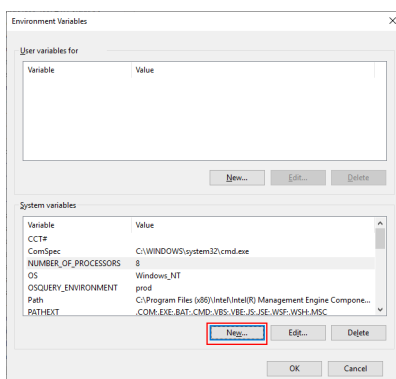 Environment Variables
User variables for
Variable Value
New... Edit... Delete
System variables
Variable Value
CCT#
ComSpec C:\WINDOWS\system32\cmd.exe
NUMBER_OF_PROCESSORS 8
OS Windows_NT
OSQUERY_ENVIRONMENT prod
Path C:\Program Files (x86)\Intel\Intel(R) Management Engine Compone...
PATHEXT .COM;.EXE;.BAT;.CMD;.VBS;.VBE;.JS;.JSE;.WSF;.WSH;.MSC
New... Edit... Delete
OK Cancel